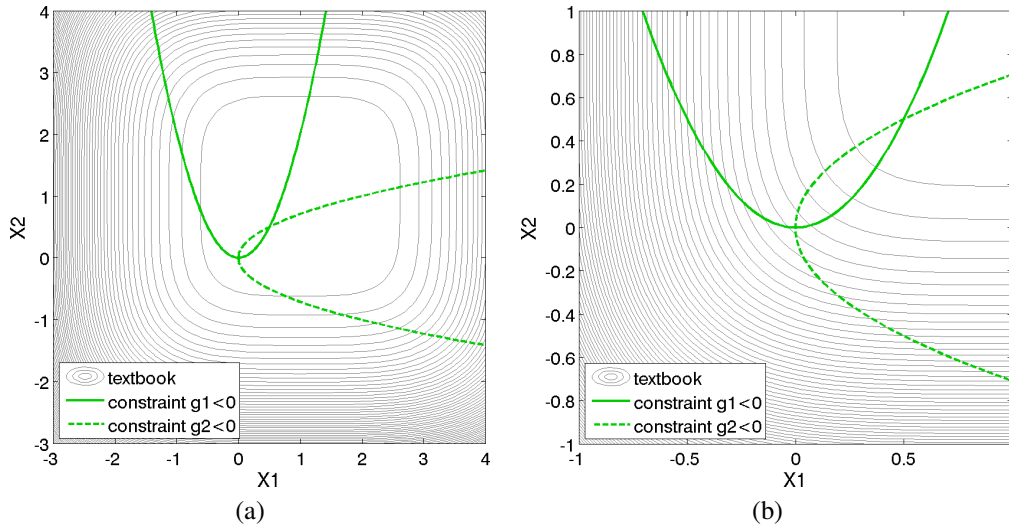 4
3
2
1
0
-1
-2
-3
-3 -2 -1 0 1 2 3 4
X2
X1
textbook
constraint g1<0
constraint g2<0
(a)
1
0.8
0.6
0.4
0.2
0
-0.2
-0.4
-0.6
-0.8
-1
-1 -0.5 0 0.5
X2
X1
textbook
constraint g1<0
constraint g2<0
(b)